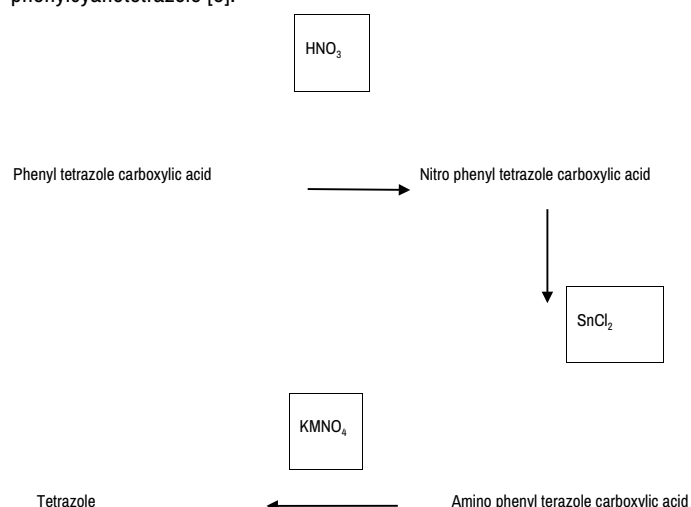 phenylcyanotetrazole [8].
HNO₃
Phenyl tetrazole carboxylic acid
Nitro phenyl tetrazole carboxylic acid
SnCl₂
KMNO₄
Tetrazole
Amino phenyl terazole carboxylic acid